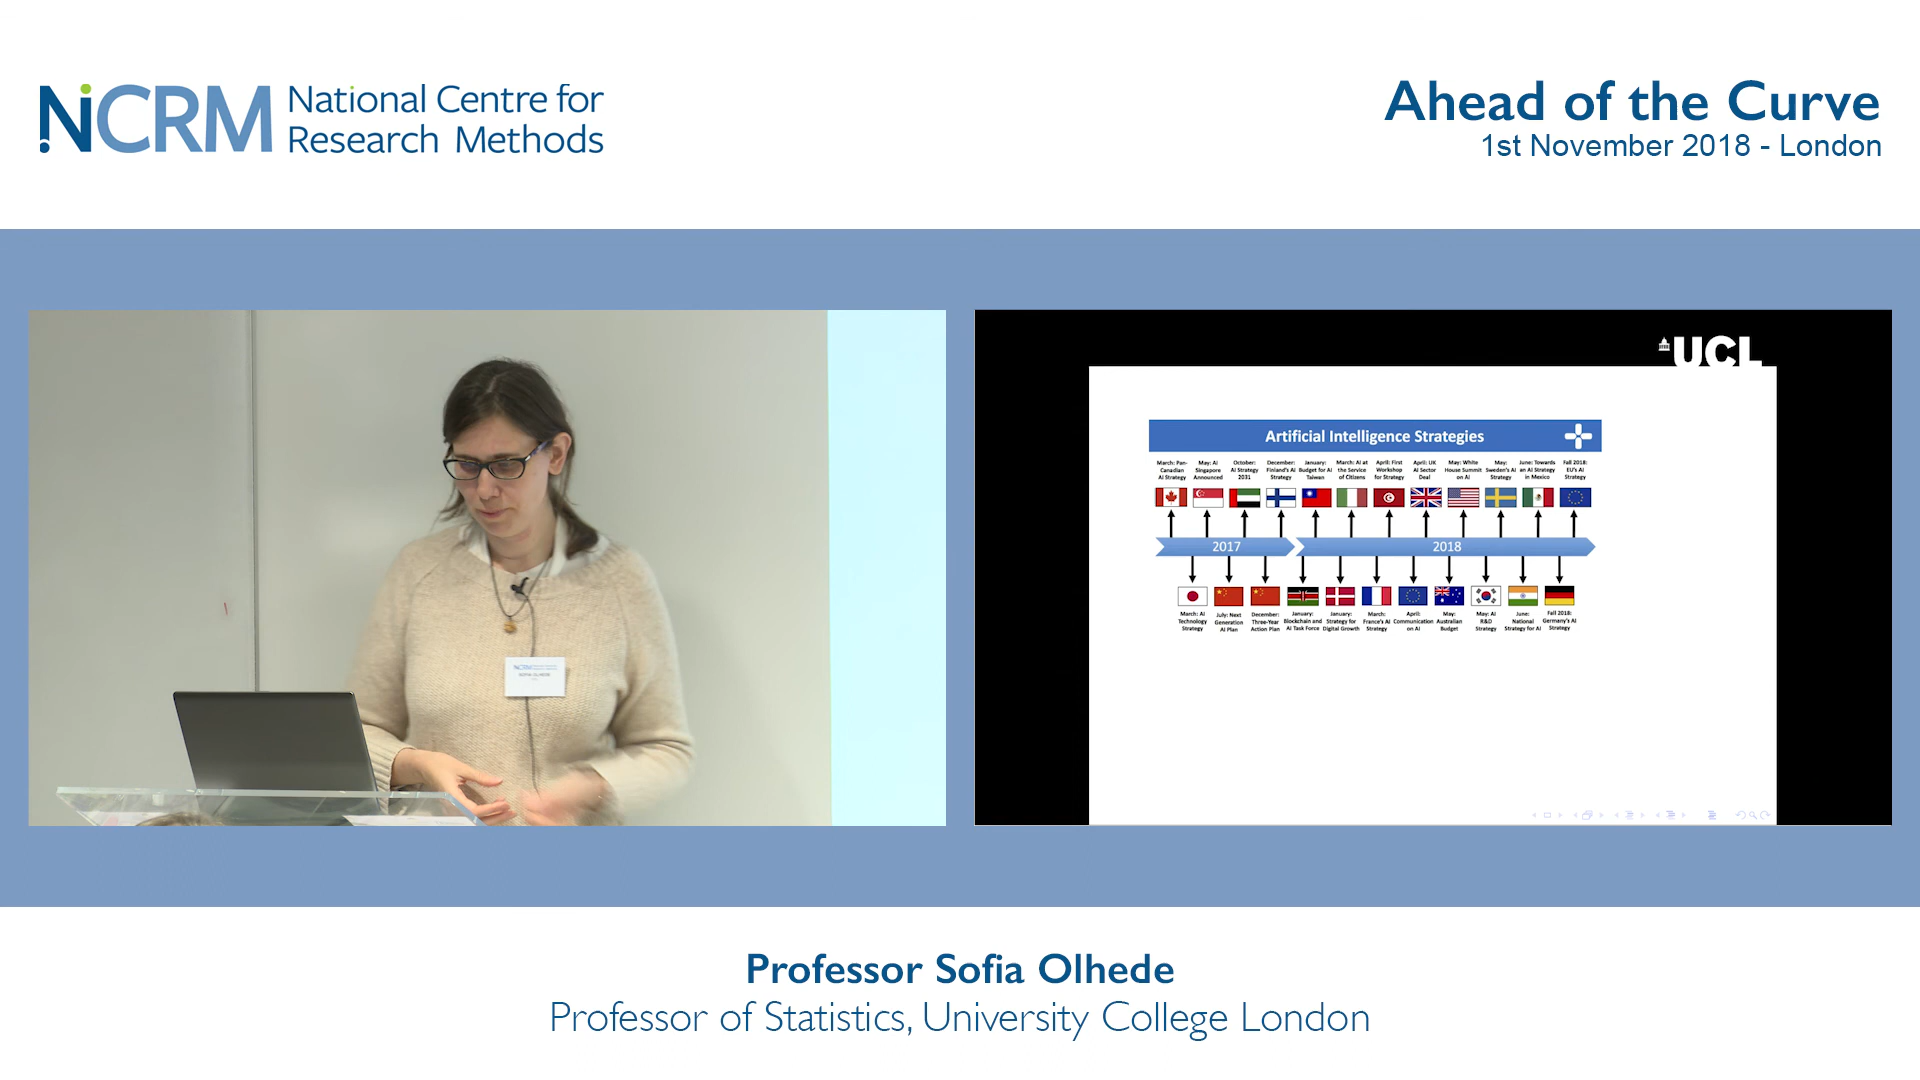 NCRM
National Centre for
Research Methods
Ahead of the Curve
1st November 2018 - London
UCL
Artificial Intelligence Strategies
March: Pan-
Canadian
AI Strategy
May: AI
Singapore
Announced
October:
AI Strategy
2031
December:
Finland's AI
Strategy
January:
Budget for AI
Taiwan
March: AI at
the Service
of Citizens
April: First
Workshop
for Strategy
April: UK
AI Sector
Deal
May: White
House Summit
on AI
May:
Sweden's AI
Strategy
June: Towards
an AI Strategy
in Mexico
Fall 2018:
EU's AI
Strategy
2017
2018
March: AI
Technology
Strategy
July: Next
Generation
AI Plan
December:
Three-Year
Action Plan
January:
Blockchain and
AI Task Force
January:
Strategy for
Digital Growth
March:
France's AI
Strategy
April:
Communication
on AI
May:
Australian
Budget
May: AI
R&D
Strategy
June:
National
Strategy for AI
Fall 2018:
Germany's AI
Strategy
NCRM
SOFIA OLHEDE
Professor Sofia Olhede
Professor of Statistics, University College London